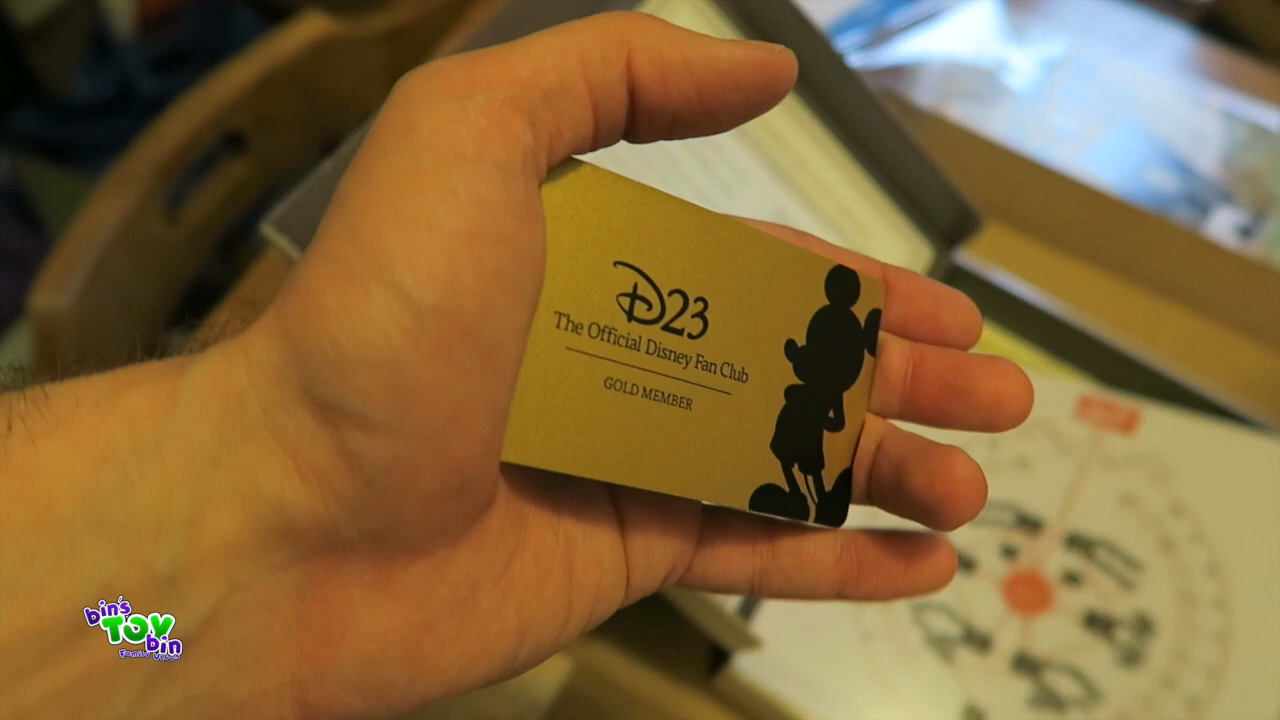 D23
The Official Disney Fan Club
GOLD MEMBER
bin's
TOY
bin